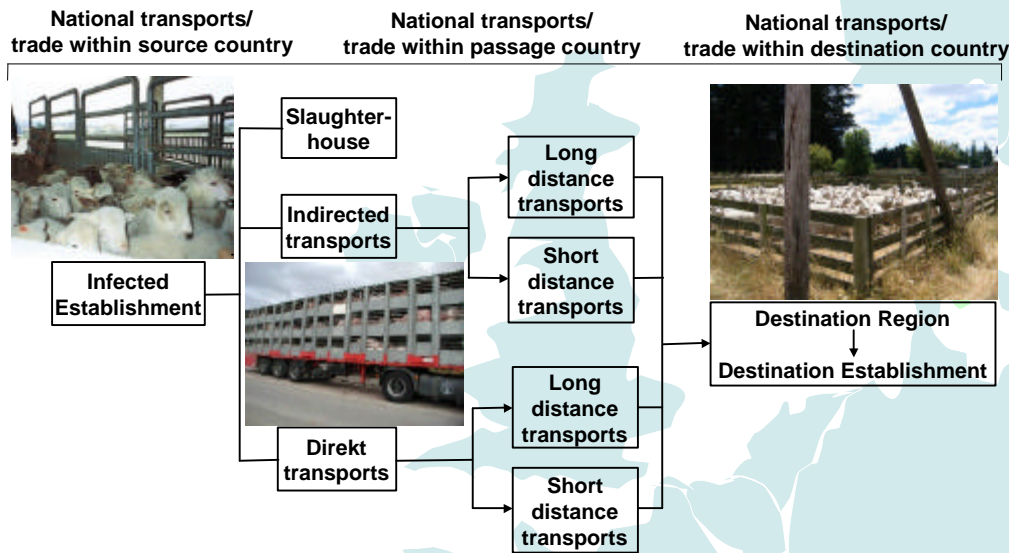 National transports/
trade within source country
National transports/
trade within passage country
National transports/
trade within destination country
Slaughter-
house
Indirected
transports
Infected
Establishment
Direkt
transports
Long
distance
transports
Short
distance
transports
Long
distance
transports
Short
distance
transports
Destination Region
Destination Establishment